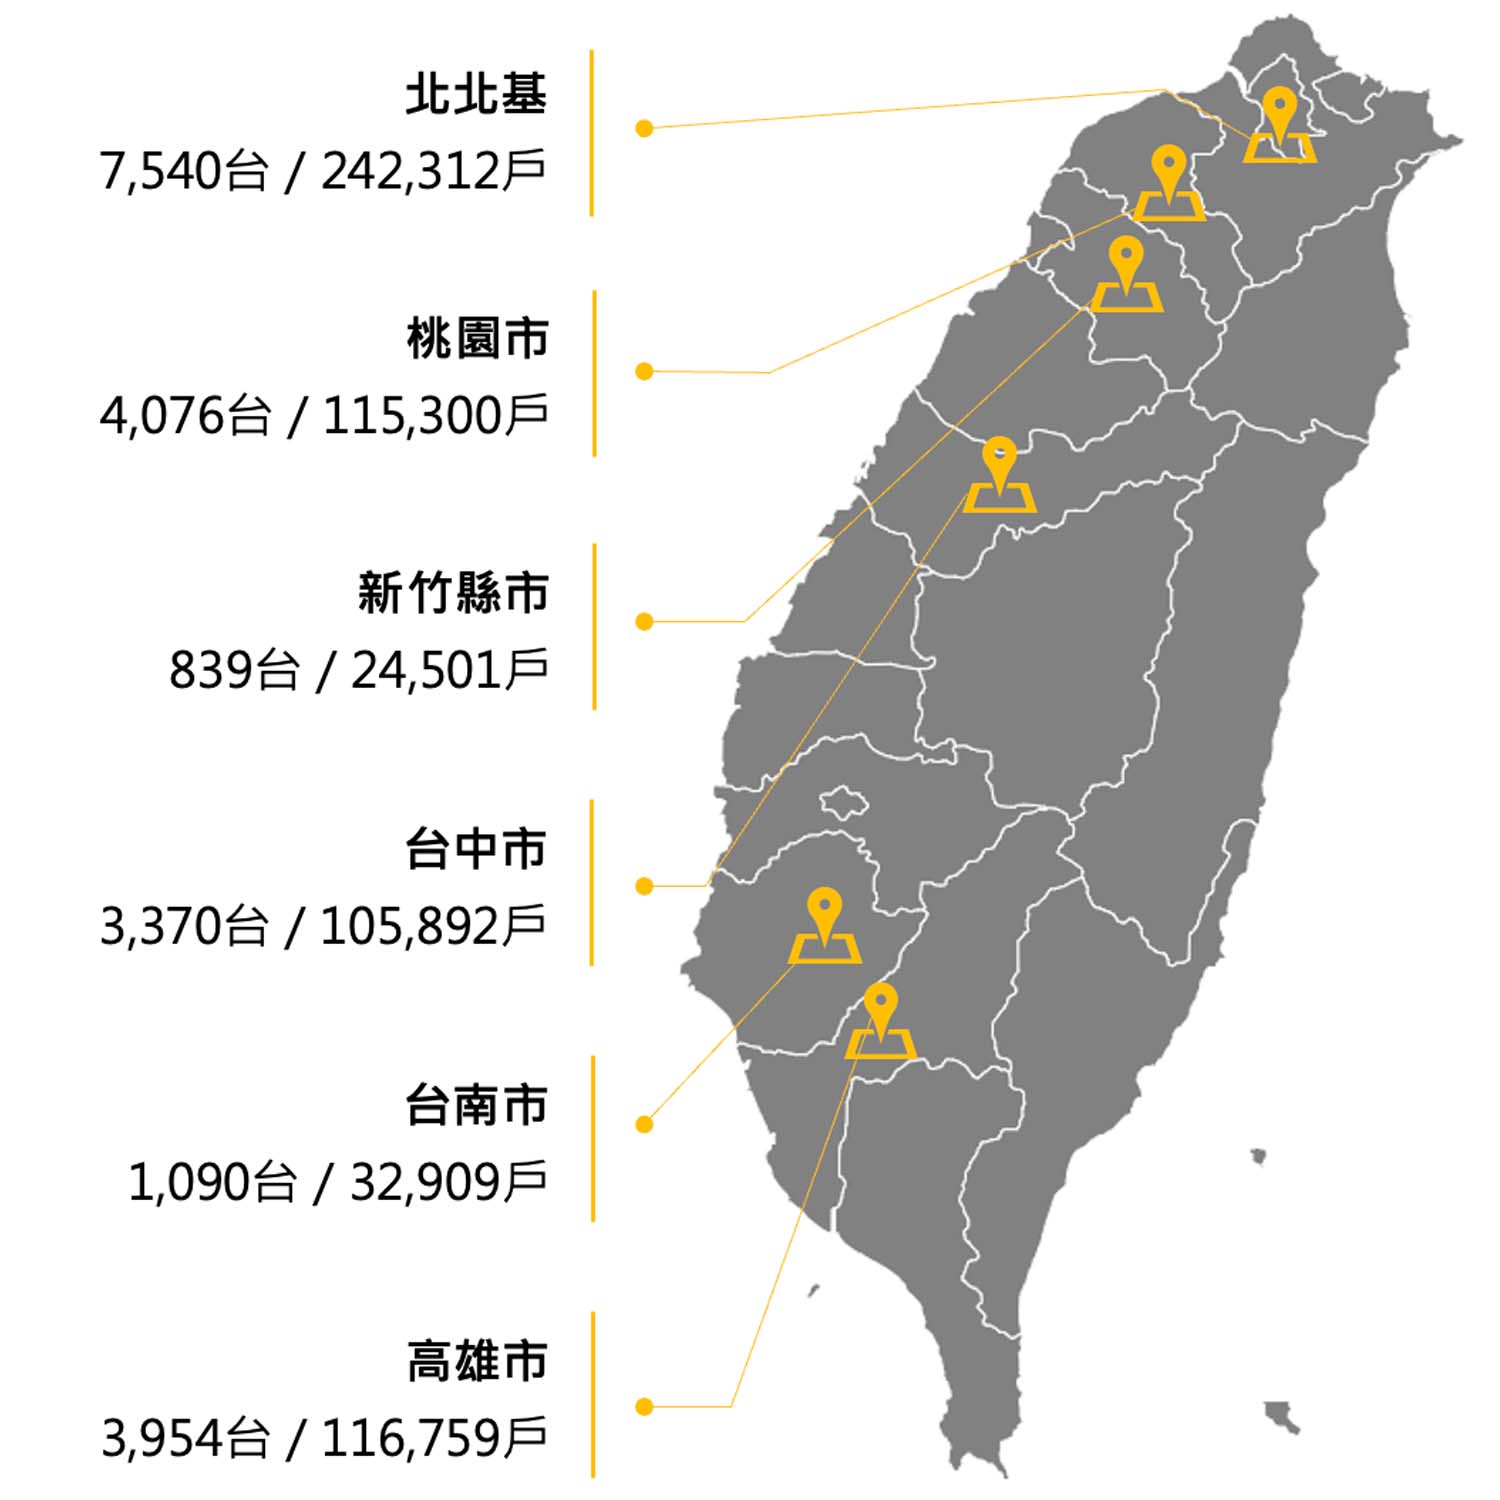 北北基
7,540台 / 242,312戶
桃園市
4,076台 / 115,300戶
新竹縣市
839台 / 24,501戶
台中市
3,370台 / 105,892戶
台南市
1,090台 / 32,909戶
高雄市
3,954台 / 116,759戶